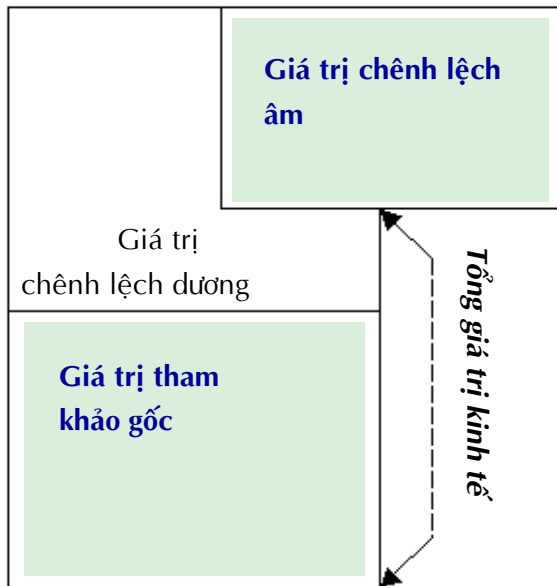 Giá trị chênh lệch
âm
Giá trị
chênh lệch dương
Tổng giá trị kinh tế
Giá trị tham
khảo gốc